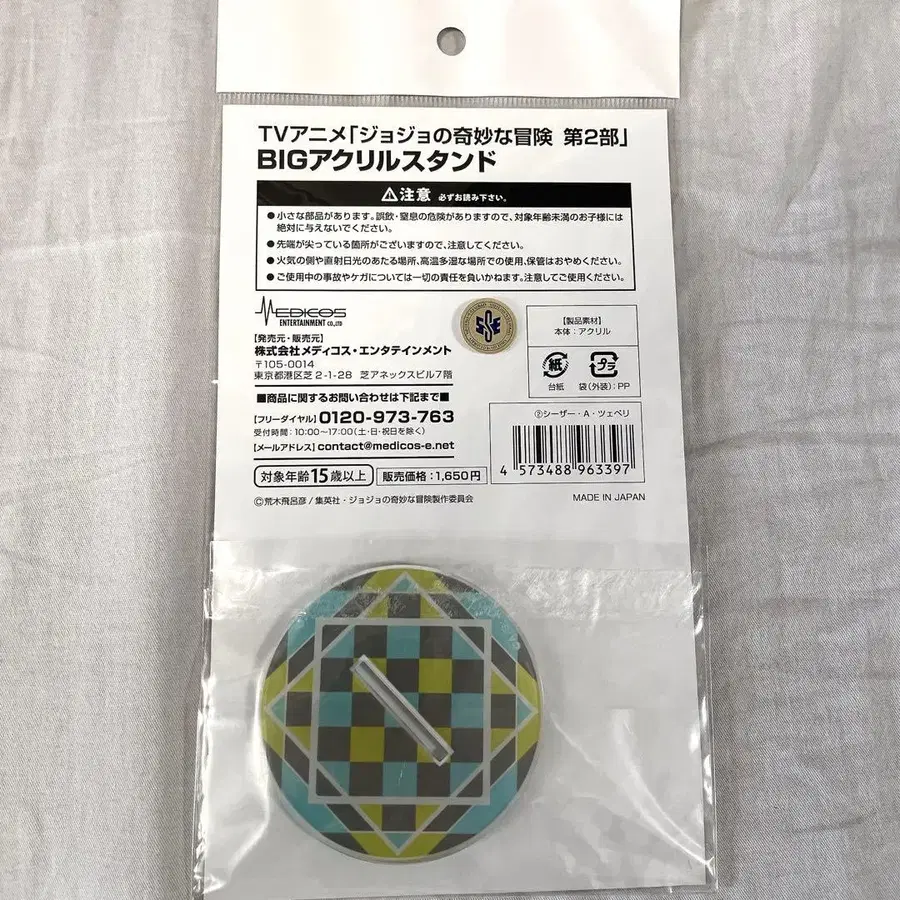 TVアニメ「ジョジョの奇妙な冒険 第2部」
BIGアクリルスタンド
注意 必ずお読み下さい。
●小さな部品があります。誤飲・窒息の危険がありますので、対象年齢未満のお子様には
絶対に与えないでください。
●先端が尖っている箇所がございますので、注意してください。
●火気の側や直射日光のあたる場所、高温多湿な場所での使用、保管はおやめください。
●ご使用中の事故やケガについては一切の責任を負いかねます。注意してご使用ください。
MEDICOS
ENTERTAINMENT CO.,LTD
【発売元・販売元】
株式会社メディコス・エンタテインメント
〒105-0014
東京都港区芝2-1-28 芝アネックスビル7階
■商品に関するお問い合わせは下記まで■
【フリーダイヤル】0120-973-763
受付時間：10:00〜17:00（土・日・祝日を除く）
【メールアドレス】contact@medicos-e.net
対象年齢15歳以上
販売価格：1,650円
©荒木飛呂彦/集英社・ジョジョの奇妙な冒険製作委員会
【製品素材】
本体：アクリル
紙
プラ
台紙
袋（外装）：PP
②シーザー・A・ツェペリ
4 573488 963397
MADE IN JAPAN